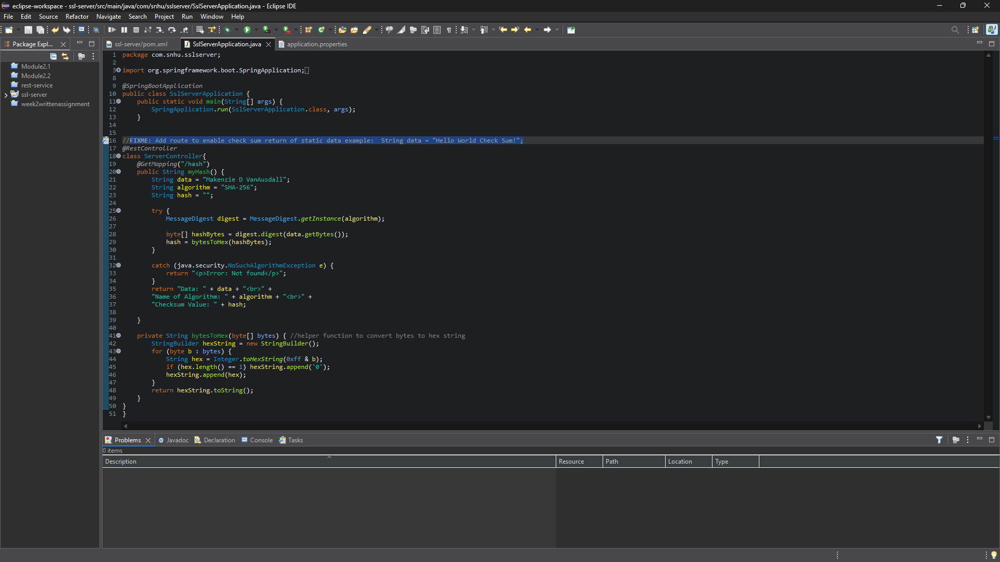 eclipse-workspace - ssl-server/src/main/java/com/snhu/sslserver/SslServerApplication.java - Eclipse IDE
File Edit Source Refactor Navigate Search Project Run Window Help
Package Expl...
Module2.1
Module2.2
rest-service
ssl-server
week2writtenassignment
ssl-server/pom.xml SslServerApplication.java application.properties
1 package com.snhu.sslserver;
2
3 import org.springframework.boot.SpringApplication;
8
9 @SpringBootApplication
10 public class SslServerApplication {
11     public static void main(String[] args) {
12         SpringApplication.run(SslServerApplication.class, args);
13     }
14
15
16 //FIXME: Add route to enable check sum return of static data example:  String data = "Hello World Check Sum!";
17 @RestController
18 class ServerController{
19     @GetMapping("/hash")
20     public String myHash() {
21         String data = "Makenzie D VanAusdall";
22         String algorithm = "SHA-256";
23         String hash = "";
24
25         try {
26             MessageDigest digest = MessageDigest.getInstance(algorithm);
27
28             byte[] hashBytes = digest.digest(data.getBytes());
29             hash = bytesToHex(hashBytes);
30         }
31
32         catch (java.security.NoSuchAlgorithmException e) {
33             return "<p>Error: Not found</p>";
34         }
35         return "Data: " + data + "<br>" +
36         "Name of Algorithm: " + algorithm + "<br>" +
37         "Checksum Value: " + hash;
38
39     }
40
41     private String bytesToHex(byte[] bytes) { //helper function to convert bytes to hex string
42         StringBuilder hexString = new StringBuilder();
43         for (byte b : bytes) {
44             String hex = Integer.toHexString(0xff & b);
45             if (hex.length() == 1) hexString.append('0');
46             hexString.append(hex);
47         }
48         return hexString.toString();
49     }
50 }
51 }
Problems Javadoc Declaration Console Tasks
0 items
Description Resource Path Location Type